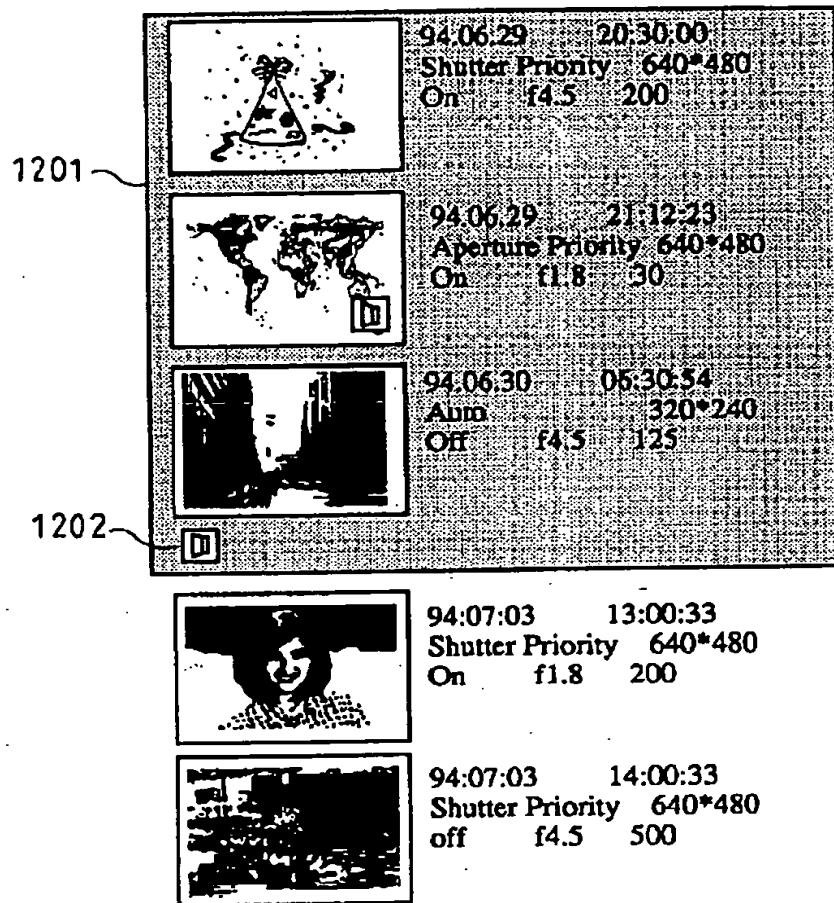 94.06.29 20:30:00
Shutter Priority 640*480
On f4.5 200
1201
94.06.29 21:12:23
Aperture Priority 640*480
On f1.8 30
94.06.30 06:30:54
Auto 320*240
Off f4.5 125
1202
94:07:03 13:00:33
Shutter Priority 640*480
On f1.8 200
94:07:03 14:00:33
Shutter Priority 640*480
off f4.5 500